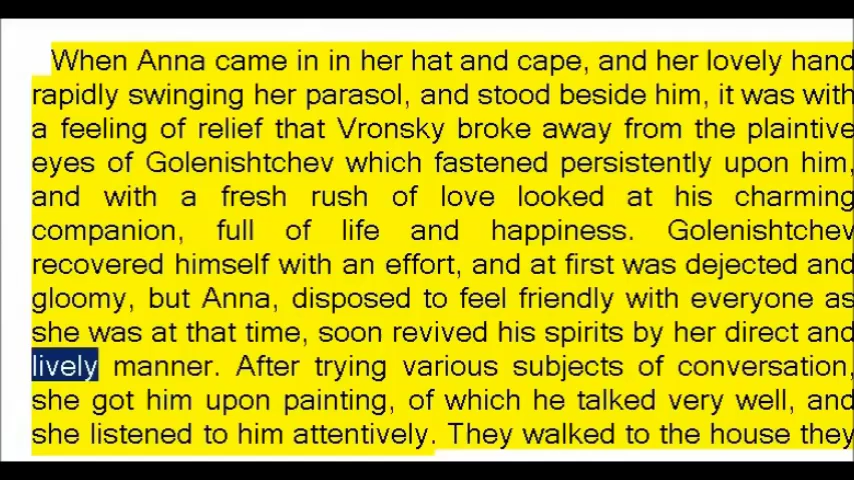 When Anna came in in her hat and cape, and her lovely hand
rapidly swinging her parasol, and stood beside him, it was with
a feeling of relief that Vronsky broke away from the plaintive
eyes of Golenishtchev which fastened persistently upon him,
and with a fresh rush of love looked at his charming
companion, full of life and happiness. Golenishtchev
recovered himself with an effort, and at first was dejected and
gloomy, but Anna, disposed to feel friendly with everyone as
she was at that time, soon revived his spirits by her direct and
lively manner. After trying various subjects of conversation,
she got him upon painting, of which he talked very well, and
she listened to him attentively. They walked to the house they